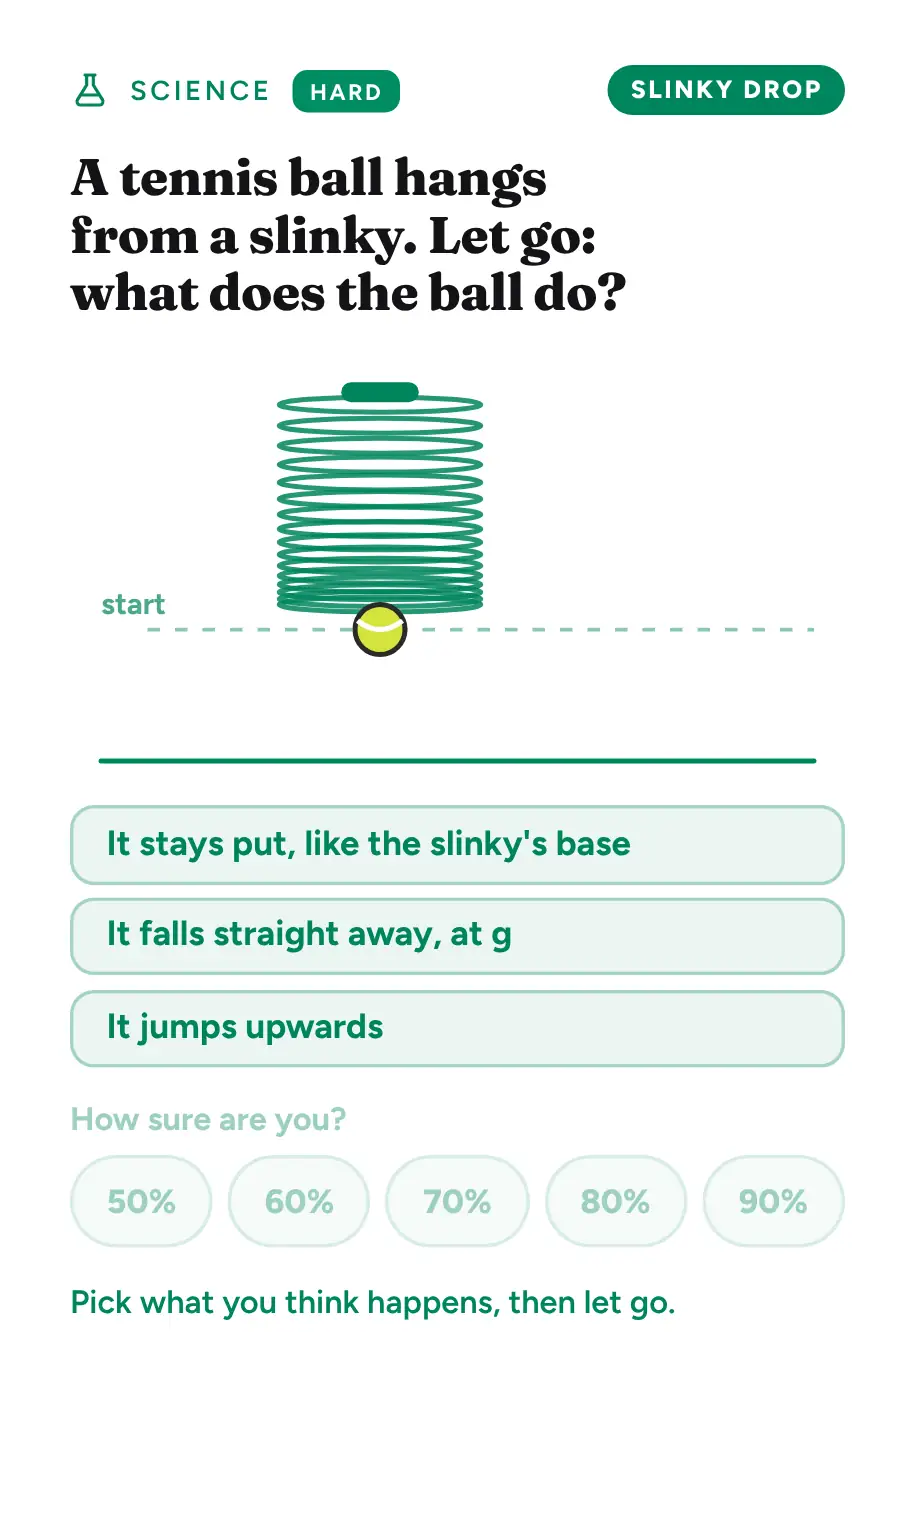 SCIENCE
HARD
SLINKY DROP
A tennis ball hangs
from a slinky. Let go:
what does the ball do?
start
It stays put, like the slinky's base
It falls straight away, at g
It jumps upwards
How sure are you?
50%
60%
70%
80%
90%
Pick what you think happens, then let go.